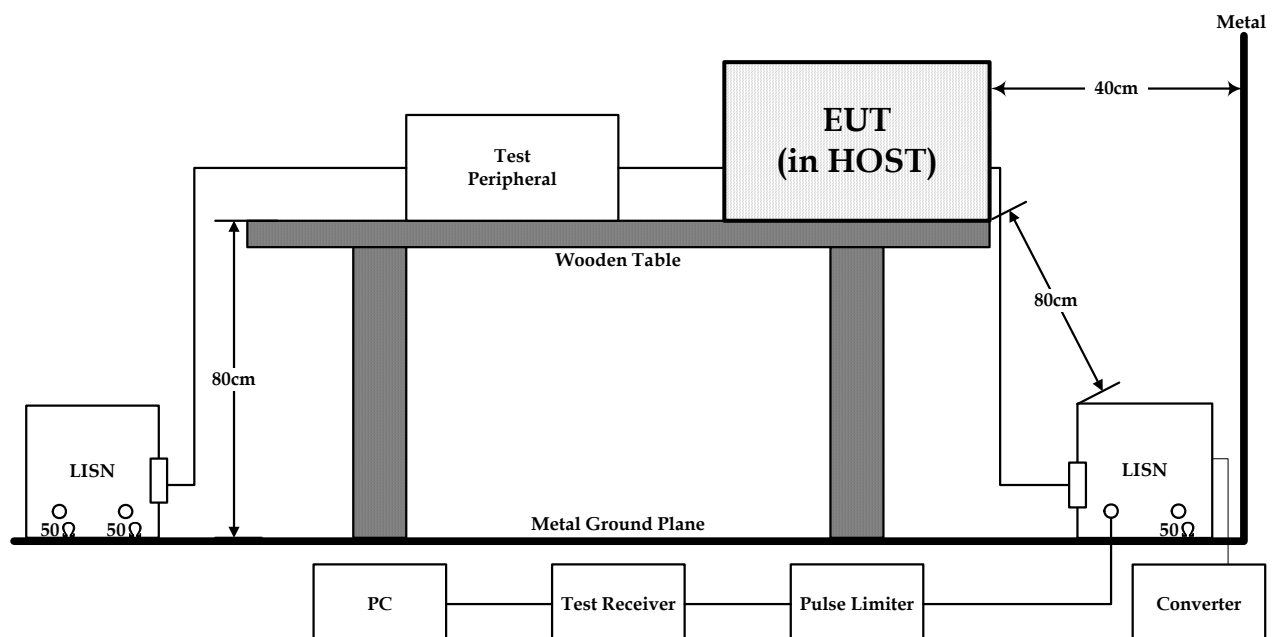 Metal
40cm
EUT
(in HOST)
Test
Peripheral
Wooden Table
80cm
80cm
LISN
50Ω
50Ω
LISN
50Ω
Metal Ground Plane
PC
Test Receiver
Pulse Limiter
Converter